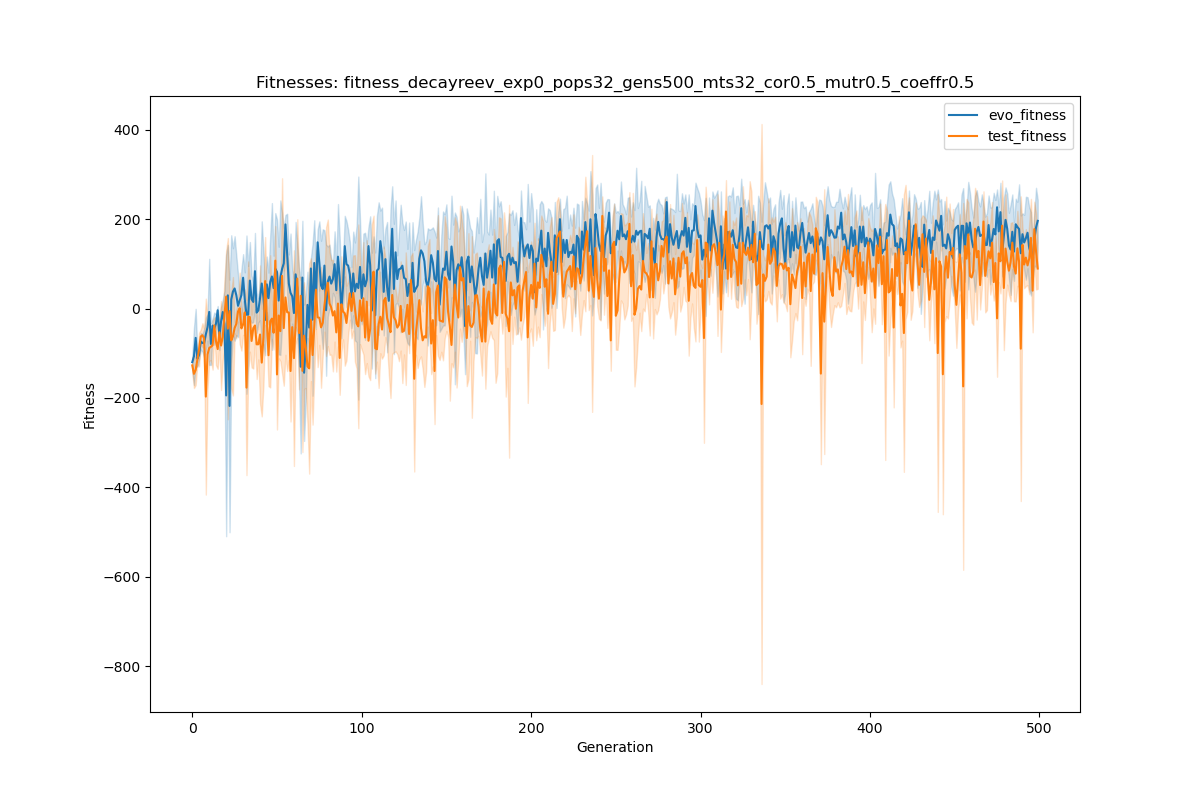 Fitnesses: fitness_decayreev_exp0_pops32_gens500_mts32_cor0.5_mutr0.5_coeffr0.5
evo_fitness
test_fitness
400
200
0
−200
−400
−600
−800
Fitness
0 100 200 300 400 500
Generation